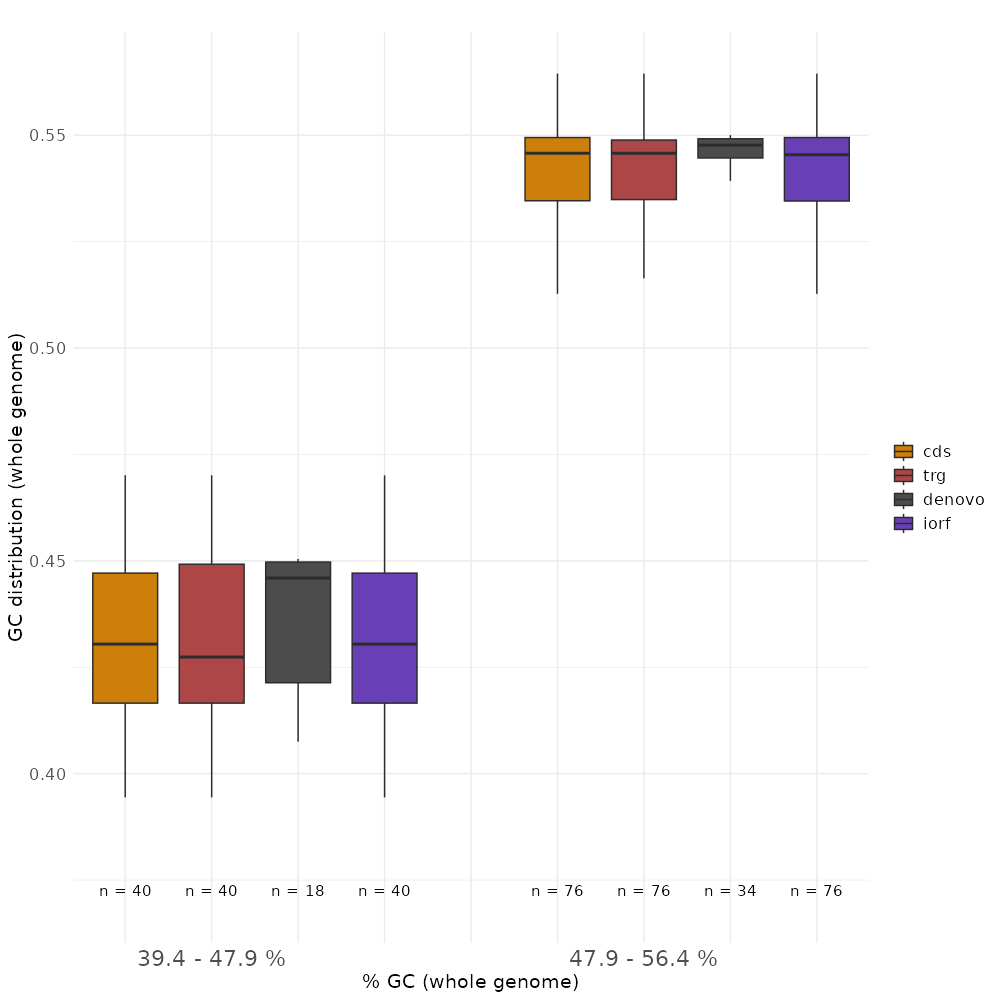 GC distribution (whole genome)
0.55
0.50
0.45
0.40
cds
trg
denovo
iorf
n = 40
n = 40
n = 18
n = 40
n = 76
n = 76
n = 34
n = 76
39.4 - 47.9 %
47.9 - 56.4 %
% GC (whole genome)